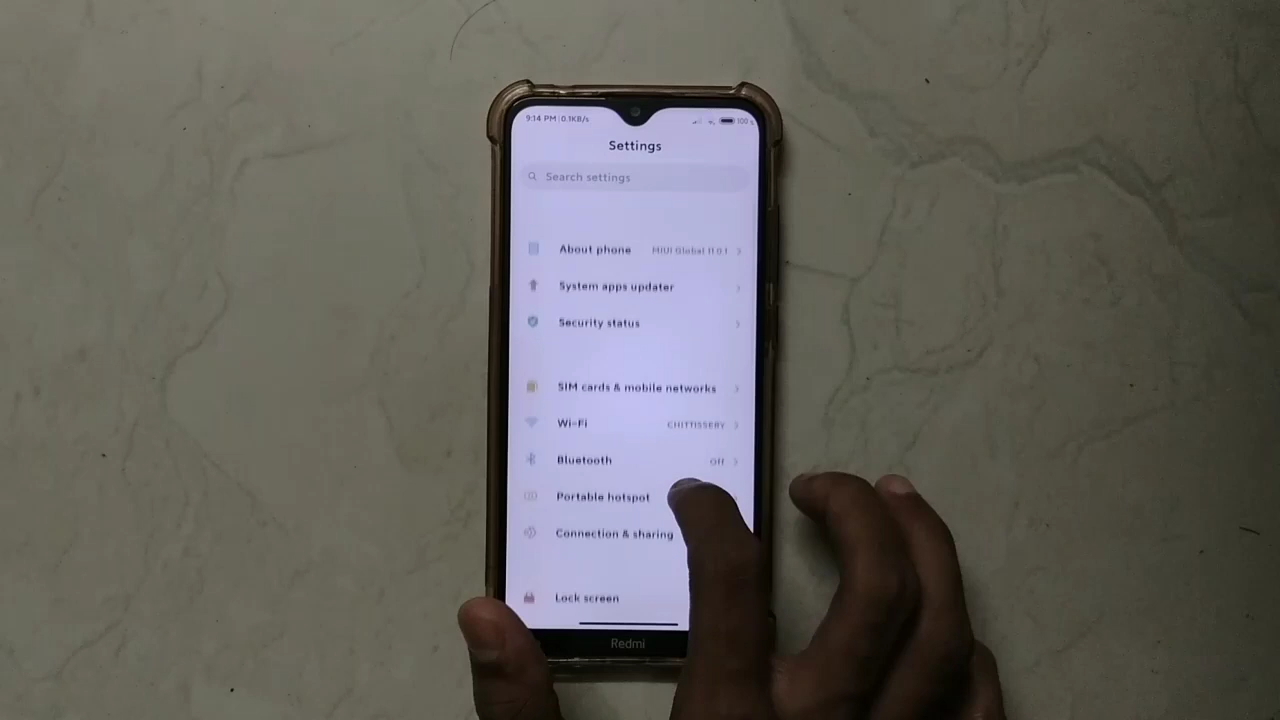 9:14 PM | 0.1KB/s 100
Settings
Search settings
About phone MIUI Global 11.0.1
System apps updater
Security status
SIM cards & mobile networks
Wi-Fi CHITTISSERY
Bluetooth Off
Portable hotspot
Connection & sharing
Lock screen
Redmi